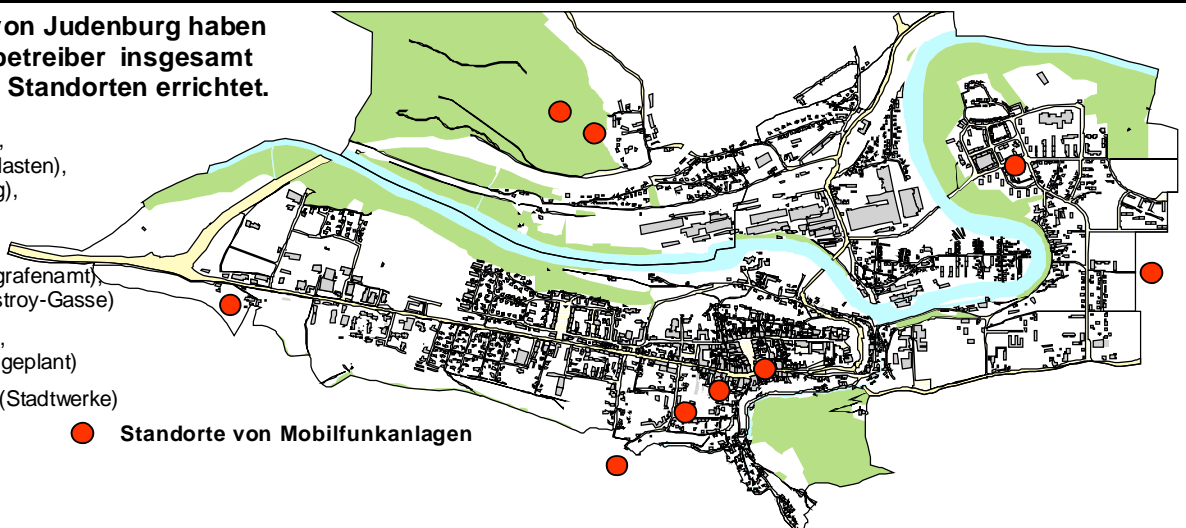 von Judenburg haben
betreiber insgesamt
Standorten errichtet.
lasten),
g),
grafenamt),
stroy-Gasse)
geplant)
(Stadtwerke)
Standorte von Mobilfunkanlagen